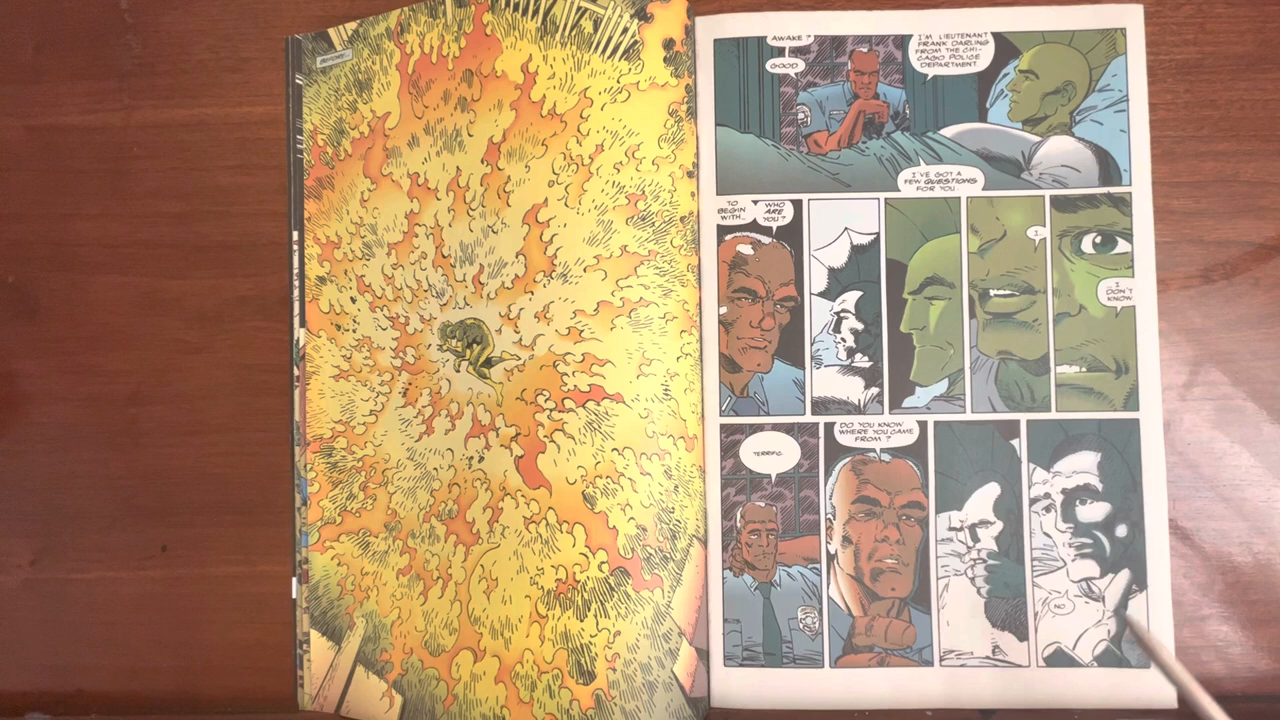 BEFORE...
AWAKE?
GOOD
I'M LIEUTENANT
FRANK DARLING
FROM THE CHI-
CAGO POLICE
DEPARTMENT
I'VE GOT A
FEW QUESTIONS
FOR YOU.
TO
BEGIN
WITH...
WHO
ARE
YOU?
I...
...I
DON'T
KNOW
TERRIFIC.
DO YOU KNOW
WHERE YOU CAME
FROM?
NO.